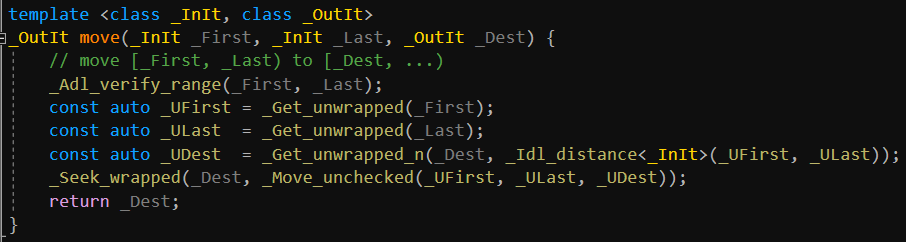 template <class _InIt, class _OutIt>
_OutIt move(_InIt _First, _InIt _Last, _OutIt _Dest) {
    // move [_First, _Last) to [_Dest, ...)
    _Adl_verify_range(_First, _Last);
    const auto _UFirst = _Get_unwrapped(_First);
    const auto _ULast  = _Get_unwrapped(_Last);
    const auto _UDest  = _Get_unwrapped_n(_Dest, _Idl_distance<_InIt>(_UFirst, _ULast));
    _Seek_wrapped(_Dest, _Move_unchecked(_UFirst, _ULast, _UDest));
    return _Dest;
}